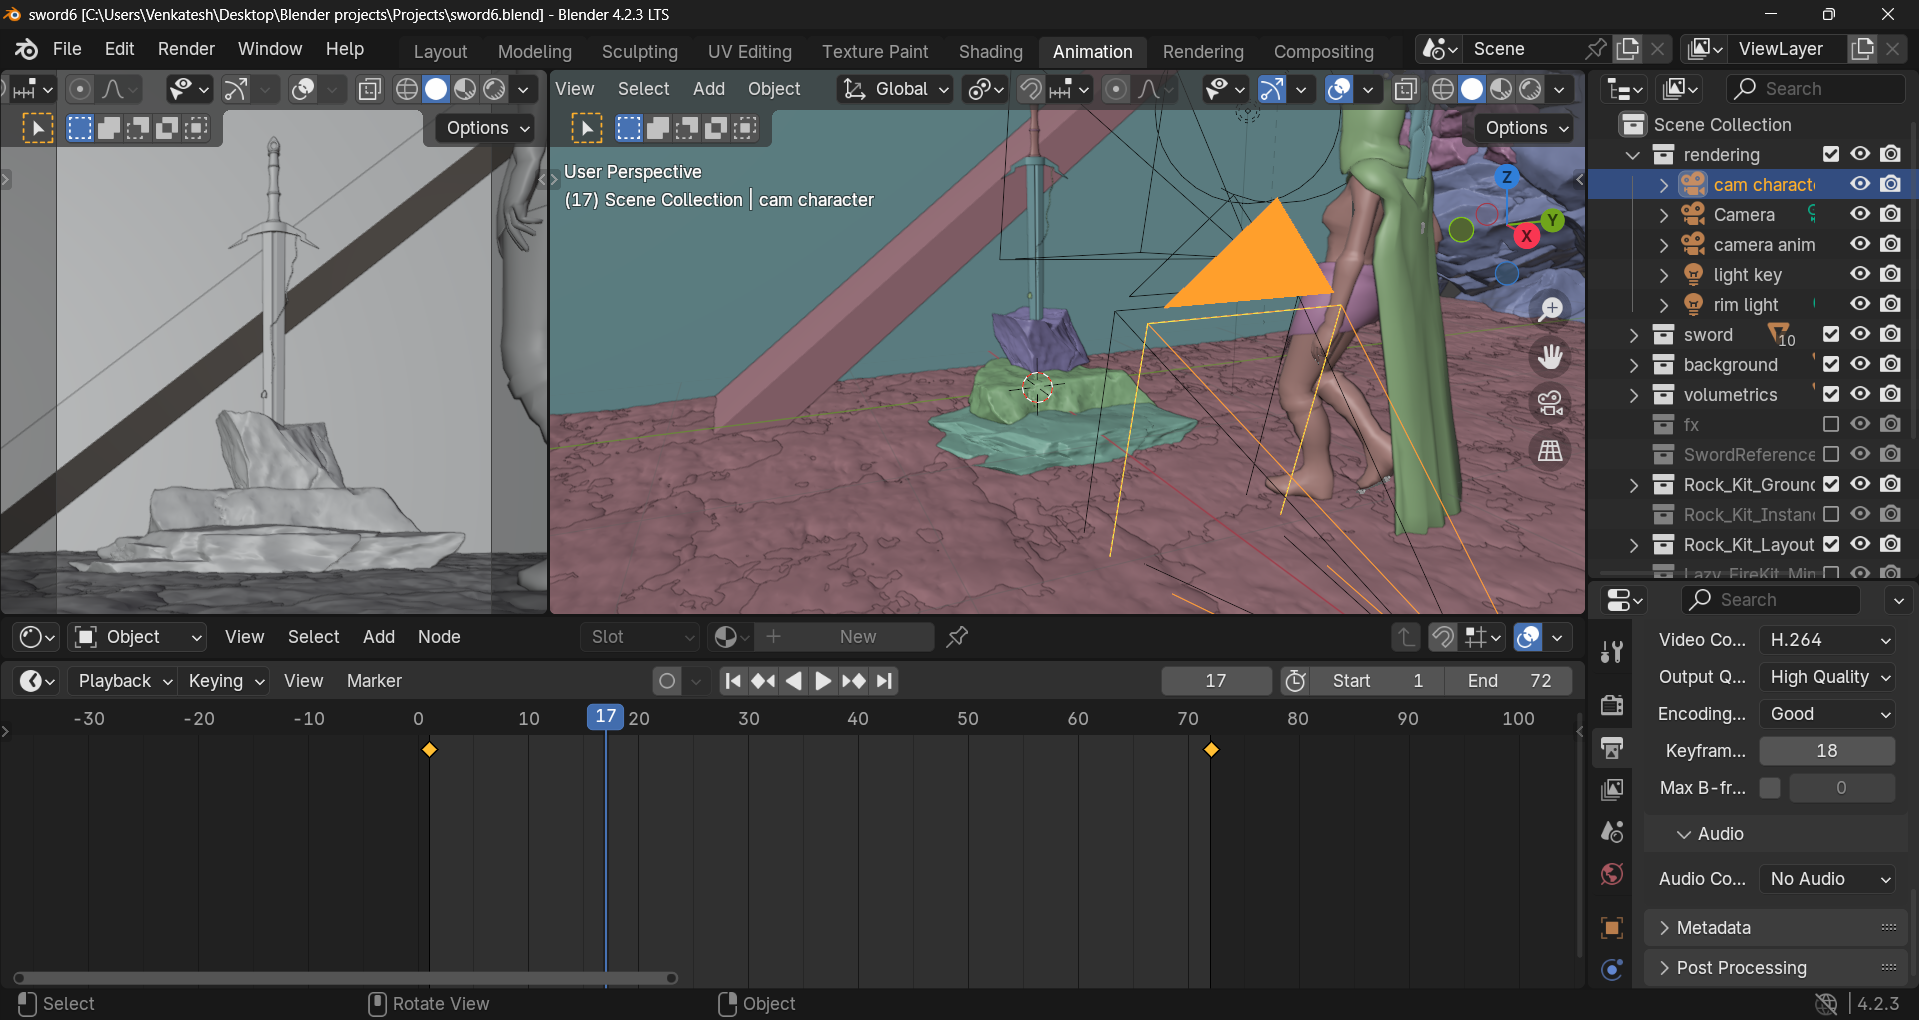 sword6 [C:\Users\Venkatesh\Desktop\Blender projects\Projects\sword6.blend] - Blender 4.2.3 LTS
File Edit Render Window Help Layout Modeling Sculpting UV Editing Texture Paint Shading Animation Rendering Compositing Scene ViewLayer
View Select Add Object Global Search
Options Options
Scene Collection
rendering
cam characte
Camera
camera anim
light key
rim light
sword 10
background
volumetrics
fx
SwordReference
Rock_Kit_Ground
Rock_Kit_Instan
Rock_Kit_Layout
Lazy_FireKit_Min
User Perspective
(17) Scene Collection | cam character
Z
Y
X
Search
Video Co... H.264
Output Q... High Quality
Encoding... Good
Keyfram... 18
Max B-fr... 0
Audio
Audio Co... No Audio
Metadata
Post Processing
Object View Select Add Node Slot New
Playback Keying View Marker 17 Start 1 End 72
-30 -20 -10 0 10 17 20 30 40 50 60 70 80 90 100
Select Rotate View Object 4.2.3